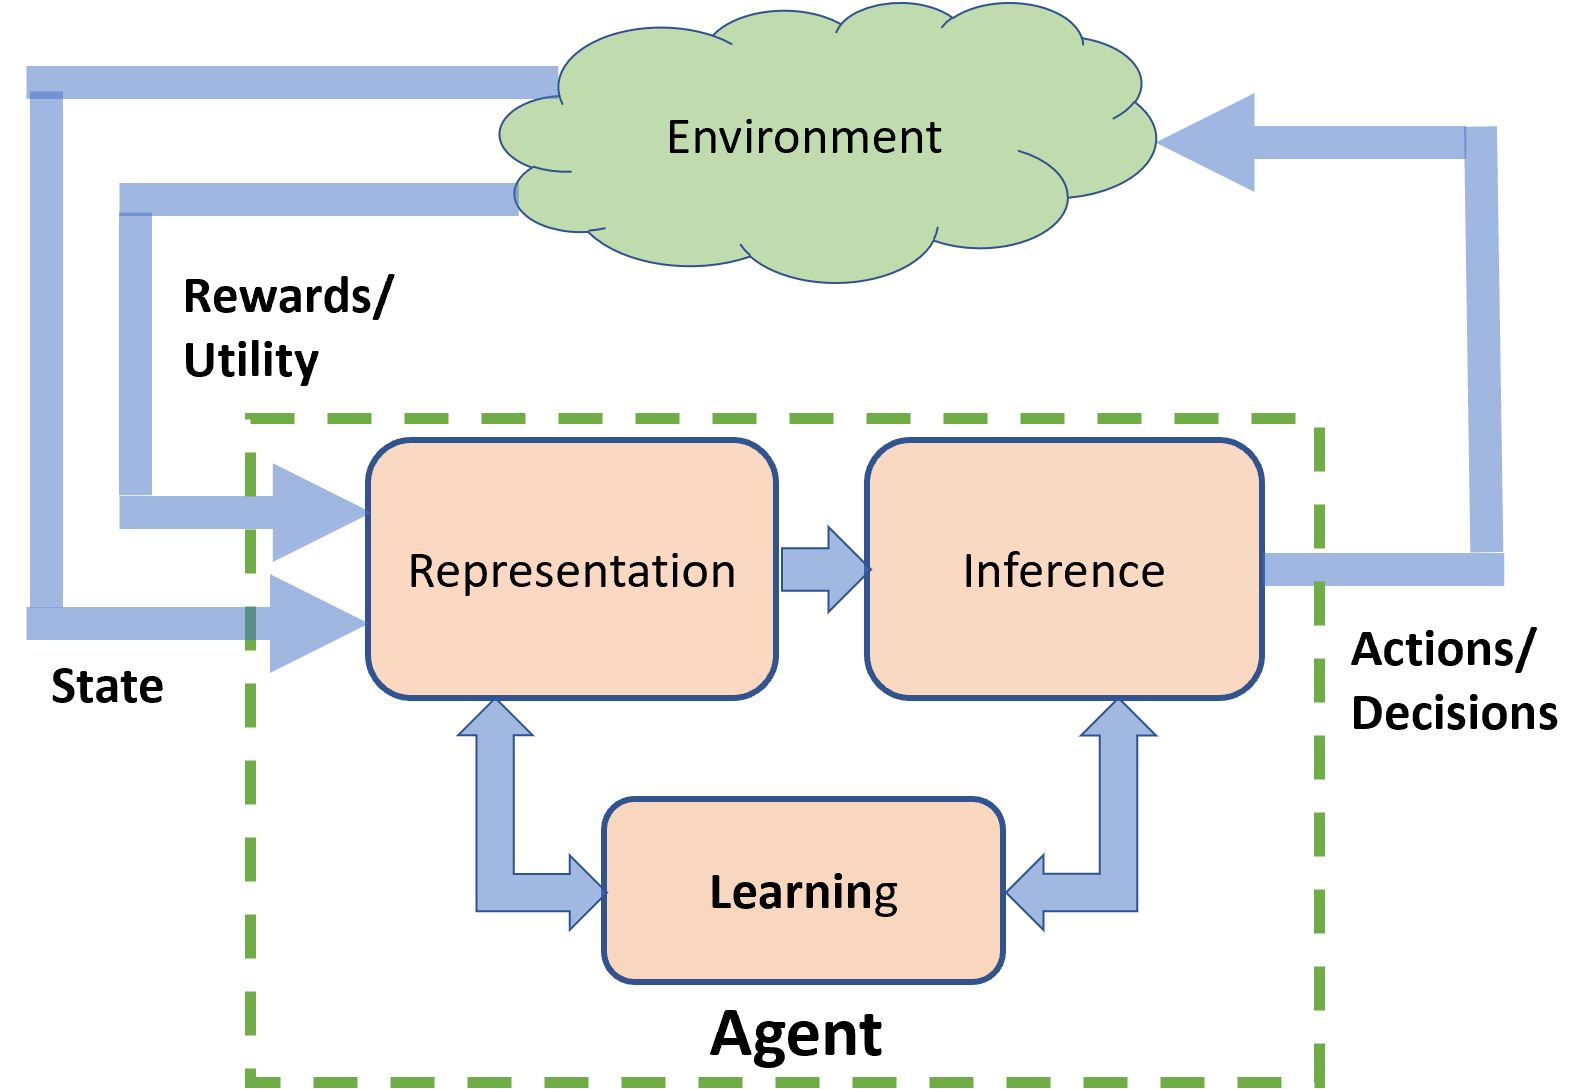 Environment
Rewards/
Utility
Representation
Inference
State
Actions/
Decisions
Learning
Agent